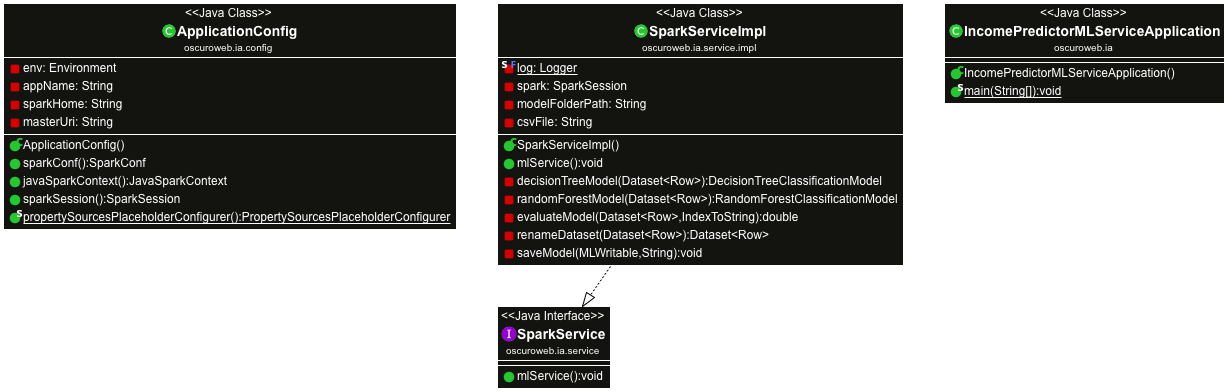 <<Java Class>>
ApplicationConfig
oscuroweb.ia.config
env: Environment
appName: String
sparkHome: String
masterUri: String
ApplicationConfig()
sparkConf():SparkConf
javaSparkContext():JavaSparkContext
sparkSession():SparkSession
propertySourcesPlaceholderConfigurer():PropertySourcesPlaceholderConfigurer
<<Java Class>>
SparkServiceImpl
oscuroweb.ia.service.impl
log: Logger
spark: SparkSession
modelFolderPath: String
csvFile: String
SparkServiceImpl()
mlService():void
decisionTreeModel(Dataset<Row>):DecisionTreeClassificationModel
randomForestModel(Dataset<Row>):RandomForestClassificationModel
evaluateModel(Dataset<Row>,IndexToString):double
renameDataset(Dataset<Row>):Dataset<Row>
saveModel(MLWritable,String):void
<<Java Interface>>
SparkService
oscuroweb.ia.service
mlService():void
<<Java Class>>
IncomePredictorMLServiceApplication
oscuroweb.ia
IncomePredictorMLServiceApplication()
main(String[]):void